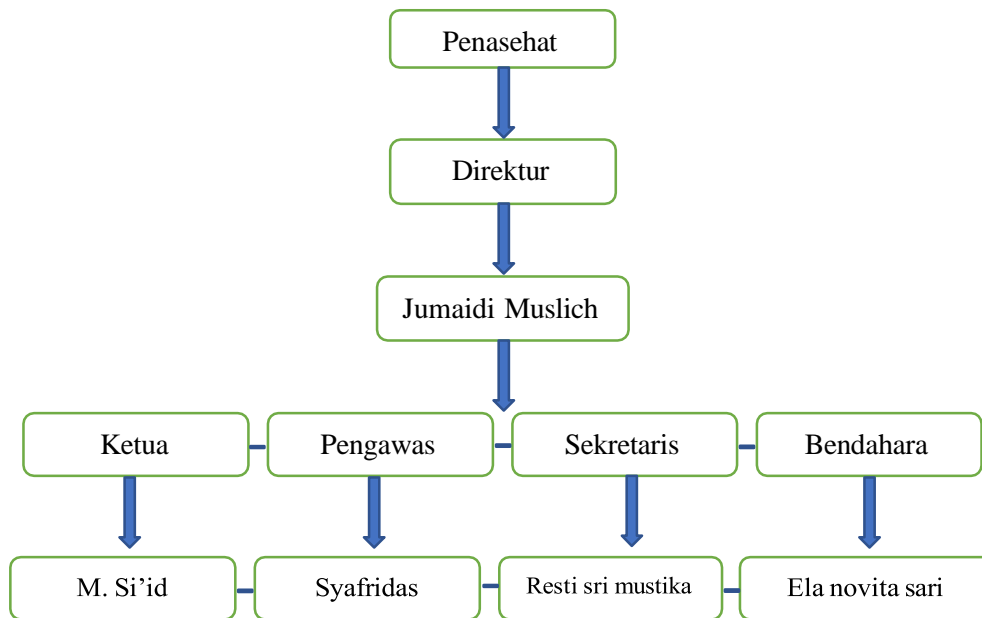 Penasehat
Direktur
Jumaidi Muslich
Ketua
Pengawas
Sekretaris
Bendahara
M. Si’id
Syafridas
Resti sri mustika
Ela novita sari